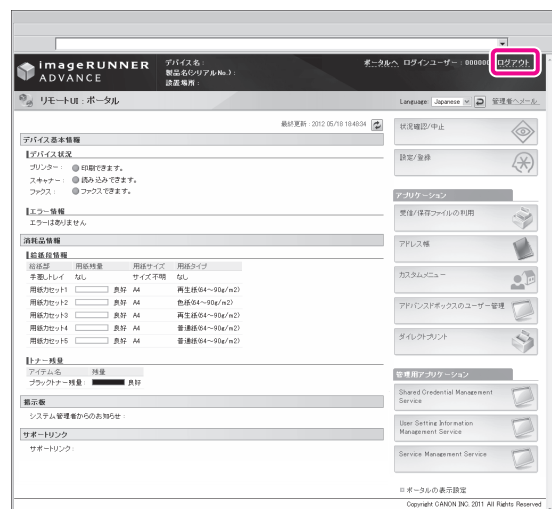 imageRUNNER ADVANCE
デバイス名 :
製品名(シリアルNo.) :
設置場所 :
ポータルへ ログインユーザー : 000000 ログアウト
リモートUI : ポータル
Language: Japanese 管理者へメール
最終更新 : 2012 05/18 18:48:34
デバイス基本情報
デバイス状況
プリンター : 印刷できます。
スキャナー : 読み込みできます。
ファクス : ファクスできます。
エラー情報
エラーはありません
消耗品情報
給紙段情報
給紙部 用紙残量 用紙サイズ 用紙タイプ
手差しトレイ なし サイズ不明 なし
用紙カセット1 良好 A4 再生紙(64～90g/m2)
用紙カセット2 良好 A4 色紙(64～90g/m2)
用紙カセット3 良好 A4 再生紙(64～90g/m2)
用紙カセット4 良好 A4 普通紙(64～90g/m2)
用紙カセット5 良好 A4 普通紙(64～90g/m2)
トナー残量
アイテム名 残量
ブラックトナー残量 : 良好
掲示板
システム管理者からのお知らせ :
サポートリンク
サポートリンク :
状況確認/中止
設定/登録
アプリケーション
受信/保存ファイルの利用
アドレス帳
カスタムメニュー
アドバンスドボックスのユーザー管理
ダイレクトプリント
管理用アプリケーション
Shared Credential Management
Service
User Setting Information
Management Service
Service Management Service
ポータルの表示設定
Copyright CANON INC. 2011 All Rights Reserved